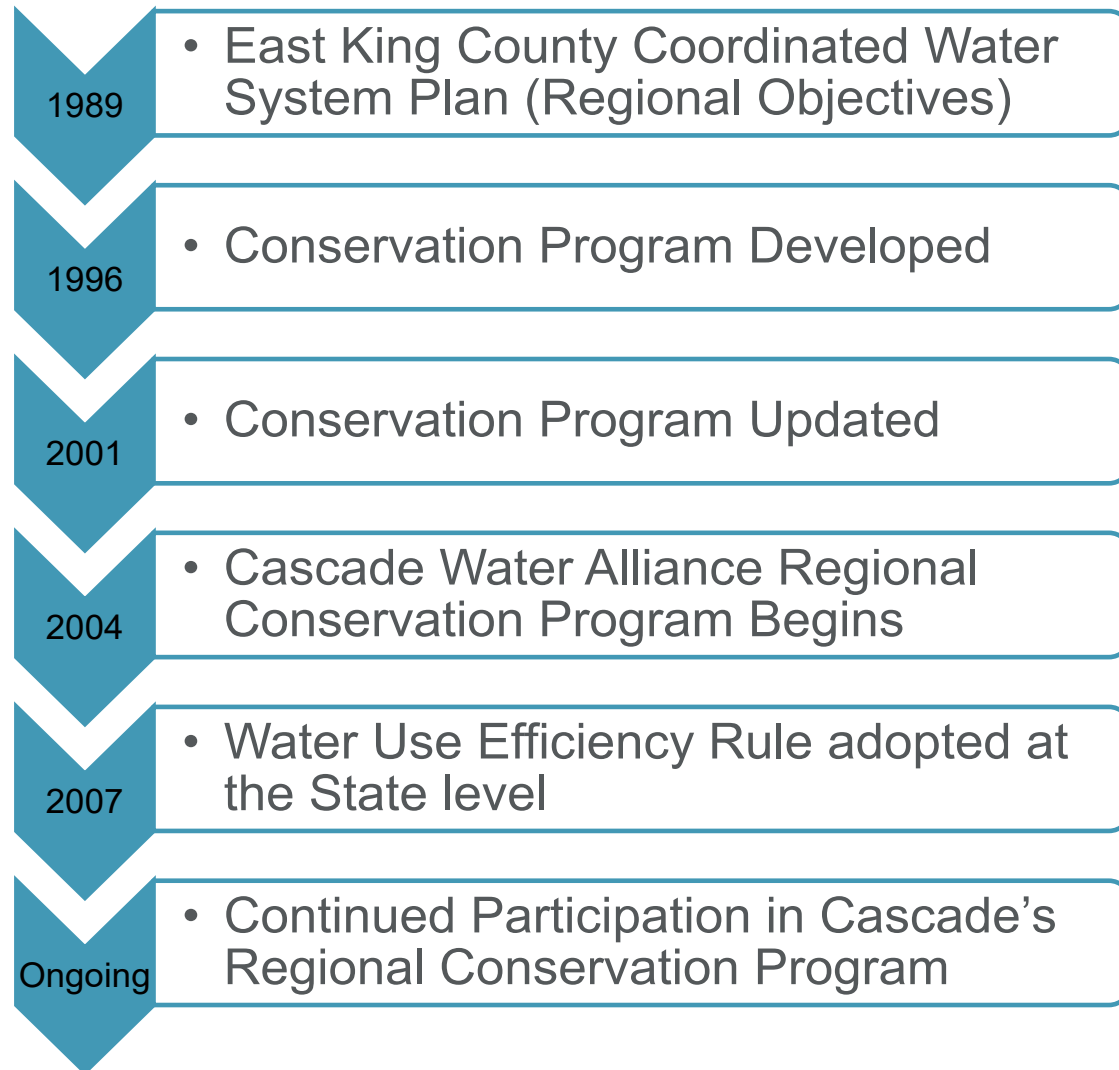 1989
• East King County Coordinated Water
System Plan (Regional Objectives)
1996
• Conservation Program Developed
2001
• Conservation Program Updated
2004
• Cascade Water Alliance Regional
Conservation Program Begins
2007
• Water Use Efficiency Rule adopted at
the State level
Ongoing
• Continued Participation in Cascade’s
Regional Conservation Program